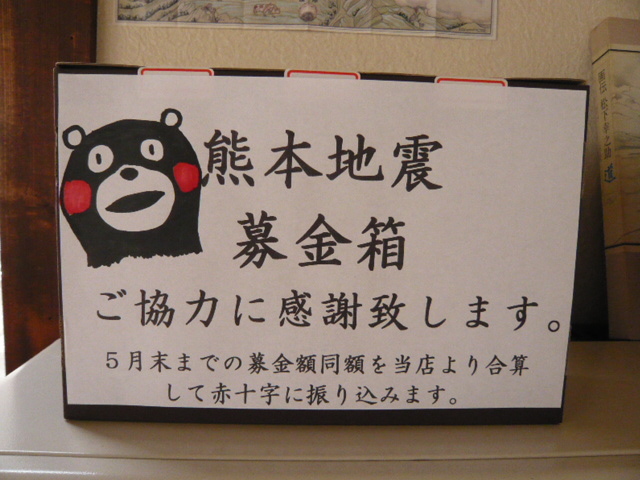 熊本地震
募金箱
ご協力に感謝致します。
5月末までの募金額同額を当店より合算
して赤十字に振り込みます。
道